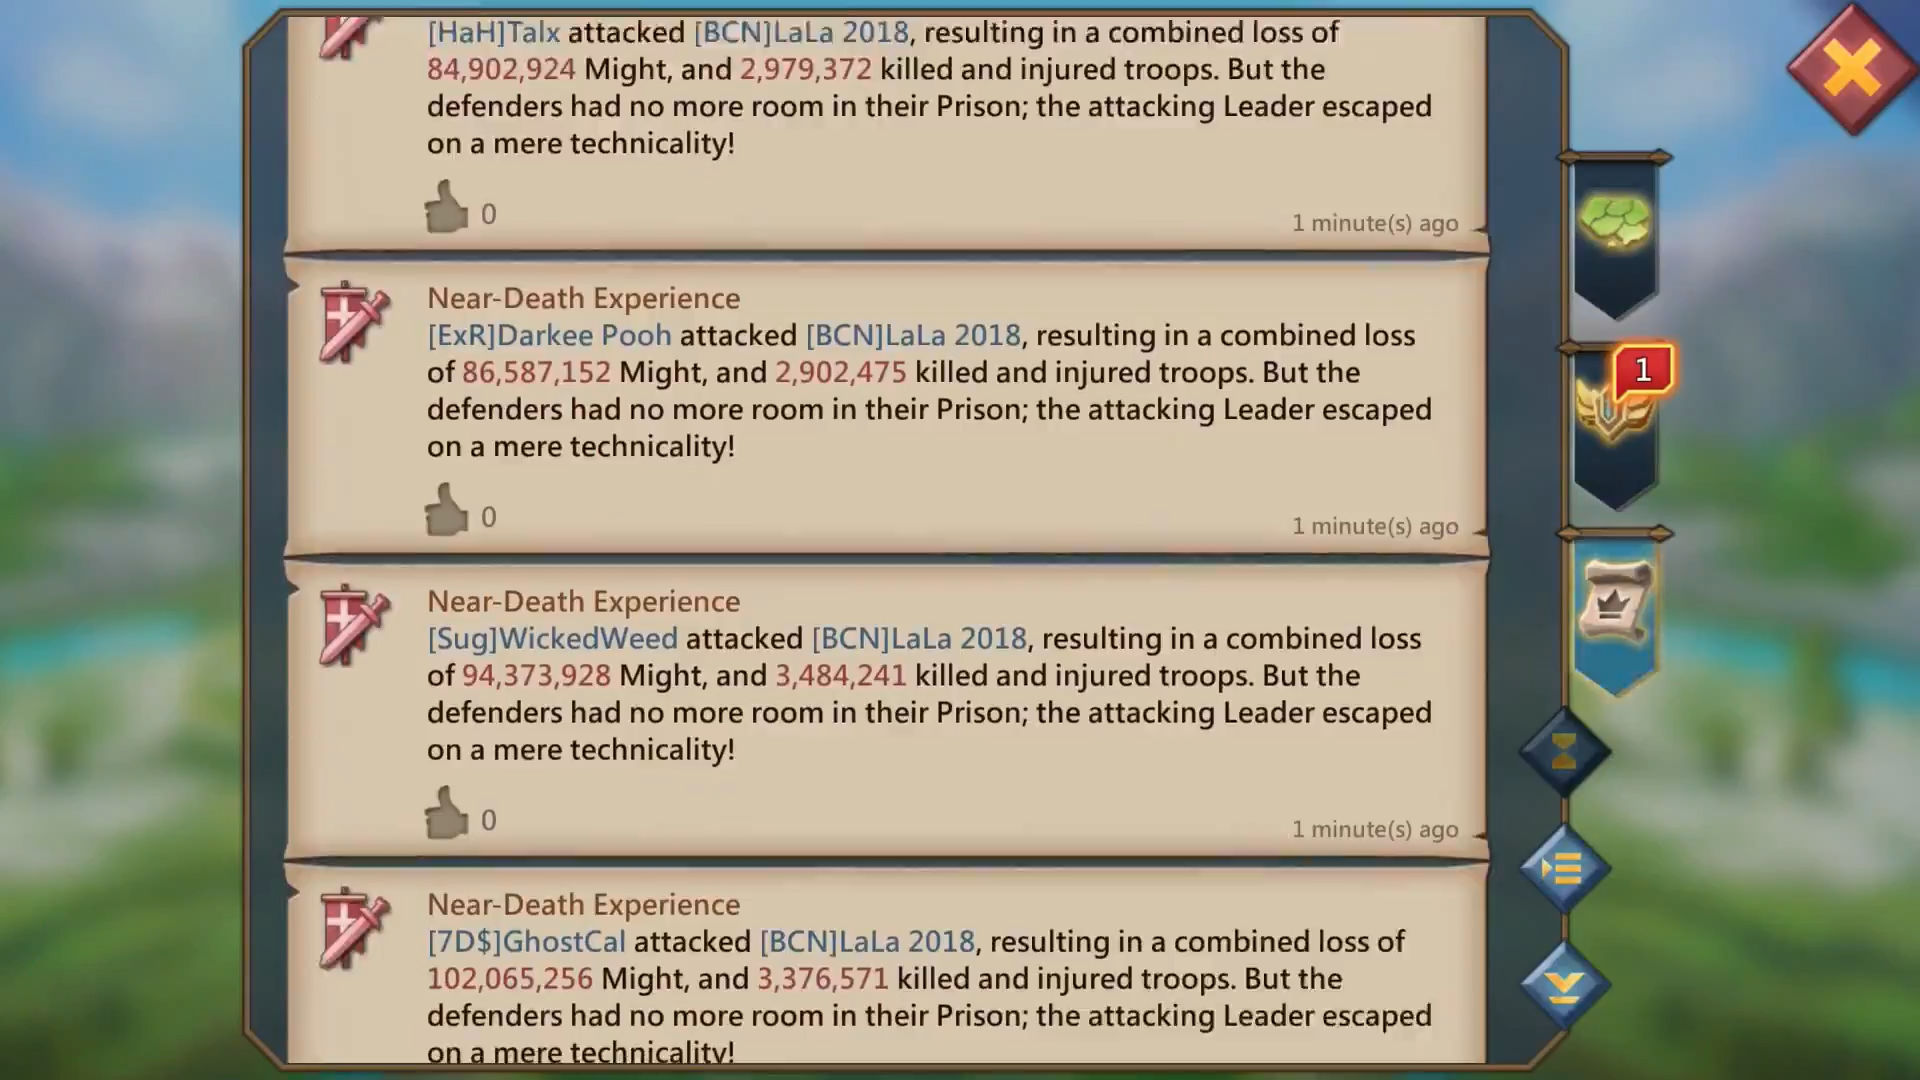 [HaH]Talx attacked [BCN]LaLa 2018, resulting in a combined loss of
84,902,924 Might, and 2,979,372 killed and injured troops. But the
defenders had no more room in their Prison; the attacking Leader escaped
on a mere technicality!
0
1 minute(s) ago
Near-Death Experience
[ExR]Darkee Pooh attacked [BCN]LaLa 2018, resulting in a combined loss
of 86,587,152 Might, and 2,902,475 killed and injured troops. But the
defenders had no more room in their Prison; the attacking Leader escaped
on a mere technicality!
0
1 minute(s) ago
1
Near-Death Experience
[Sug]WickedWeed attacked [BCN]LaLa 2018, resulting in a combined loss
of 94,373,928 Might, and 3,484,241 killed and injured troops. But the
defenders had no more room in their Prison; the attacking Leader escaped
on a mere technicality!
0
1 minute(s) ago
Near-Death Experience
[7D$]GhostCal attacked [BCN]LaLa 2018, resulting in a combined loss of
102,065,256 Might, and 3,376,571 killed and injured troops. But the
defenders had no more room in their Prison; the attacking Leader escaped
on a mere technicality!